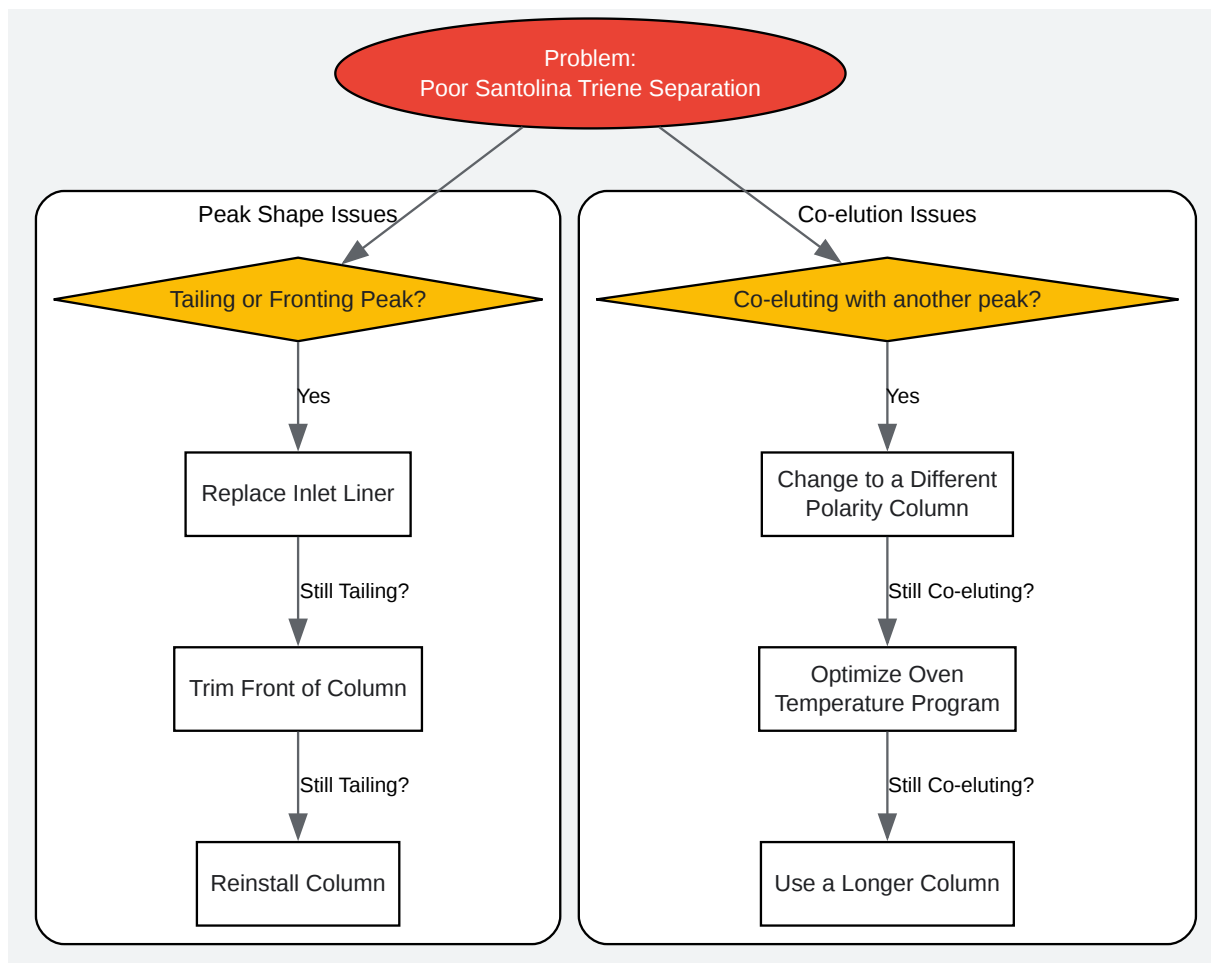 Problem:
Poor Santolina Triene Separation
Peak Shape Issues
Tailing or Fronting Peak?
Yes
Replace Inlet Liner
Still Tailing?
Trim Front of Column
Still Tailing?
Reinstall Column
Co-elution Issues
Co-eluting with another peak?
Yes
Change to a Different
Polarity Column
Still Co-eluting?
Optimize Oven
Temperature Program
Still Co-eluting?
Use a Longer Column